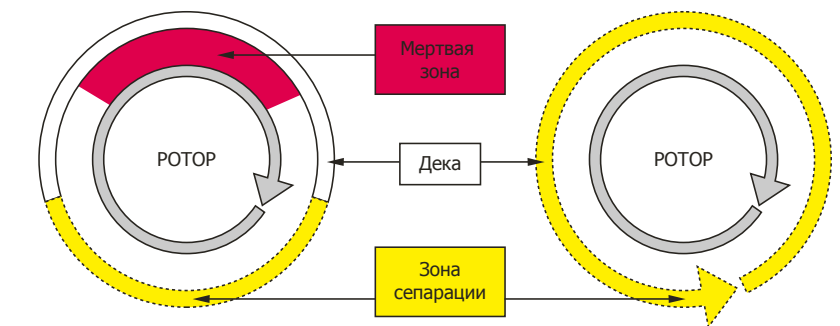 Мертвая
зона
РОТОР
Дека
РОТОР
Зона
сепарации